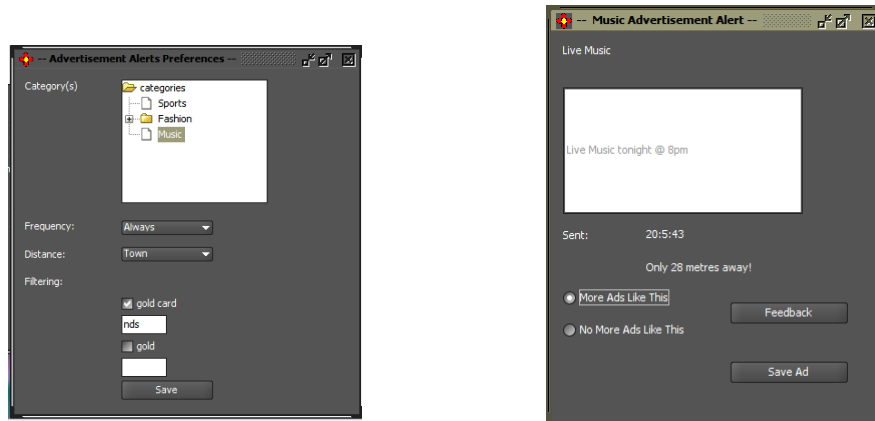 -- Advertisement Alerts Preferences --
Category(s)
categories
Sports
Fashion
Music
Frequency:
Always
Distance:
Town
Filtering:
gold card
nds
gold
Save
-- Music Advertisement Alert --
Live Music
Live Music tonight @ 8pm
Sent:
20:5:43
Only 28 metres away!
More Ads Like This
Feedback
No More Ads Like This
Save Ad